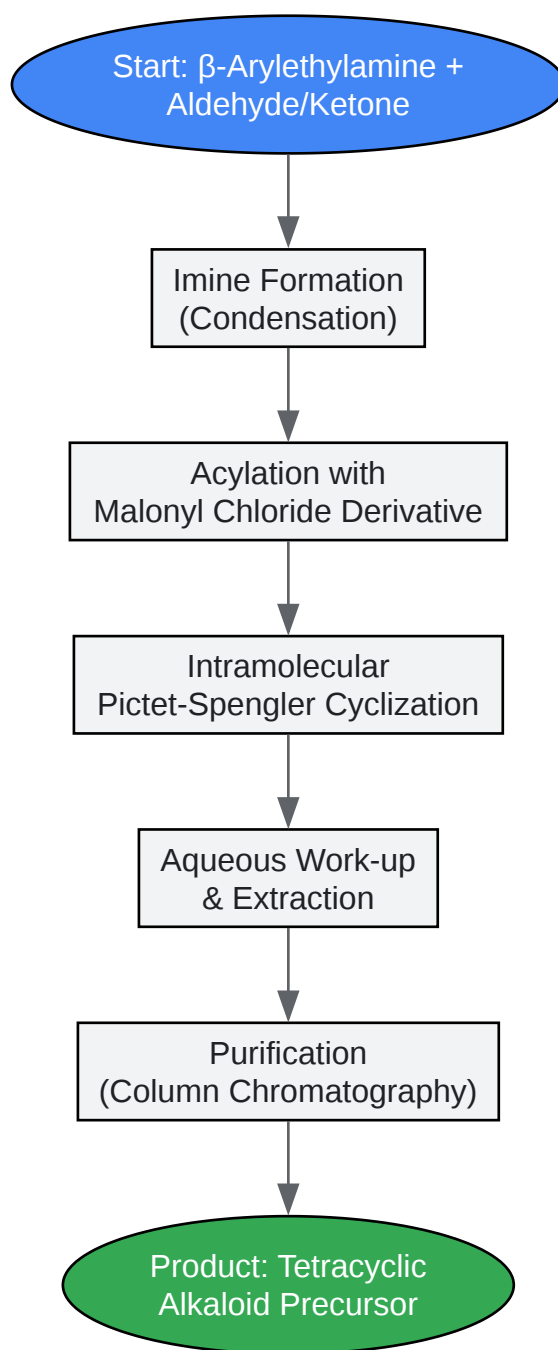 Start: β-Arylethylamine +
Aldehyde/Ketone
Imine Formation
(Condensation)
Acylation with
Malonyl Chloride Derivative
Intramolecular
Pictet-Spengler Cyclization
Aqueous Work-up
& Extraction
Purification
(Column Chromatography)
Product: Tetracyclic
Alkaloid Precursor